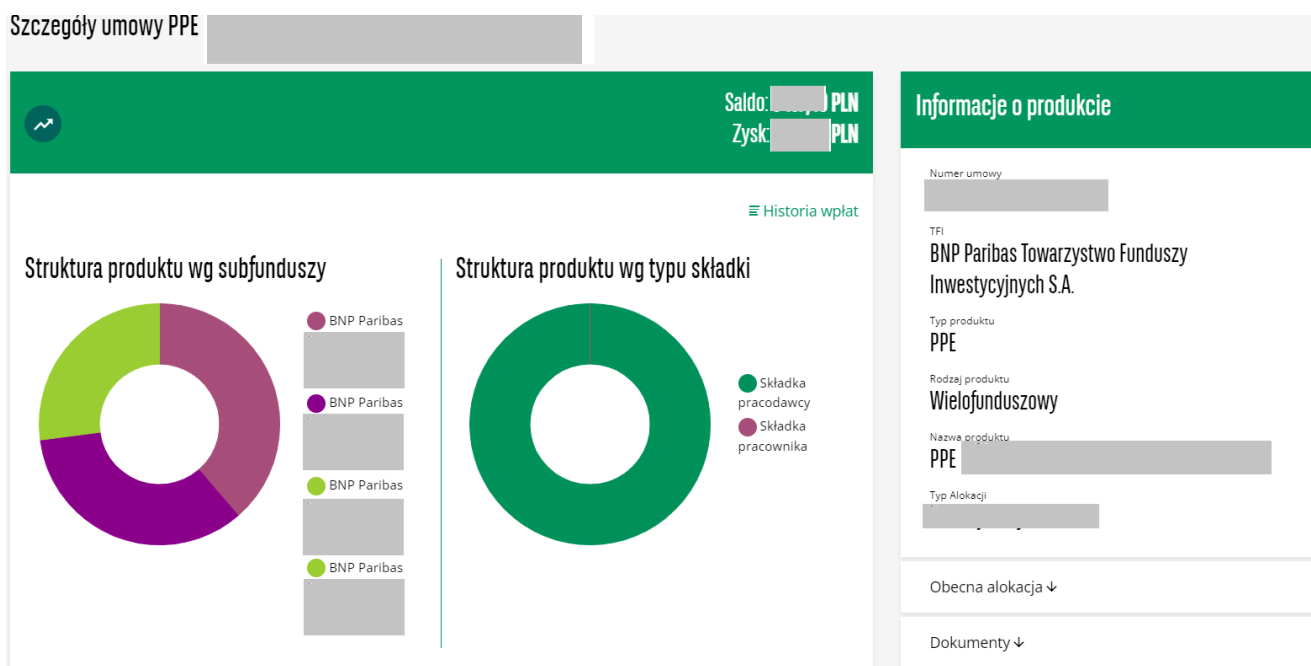 Szczegóły umowy PPE
Saldo: PLN
Zysk: PLN
Historia wpłat
Struktura produktu wg subfunduszy
BNP Paribas
BNP Paribas
BNP Paribas
BNP Paribas
Struktura produktu wg typu składki
Składka
pracodawcy
Składka
pracownika
Informacje o produkcie
Numer umowy
TFI
BNP Paribas Towarzystwo Funduszy
Inwestycyjnych S.A.
Typ produktu
PPE
Rodzaj produktu
Wielofunduszowy
Nazwa produktu
PPE
Typ Alokacji
Obecna alokacja
Dokumenty